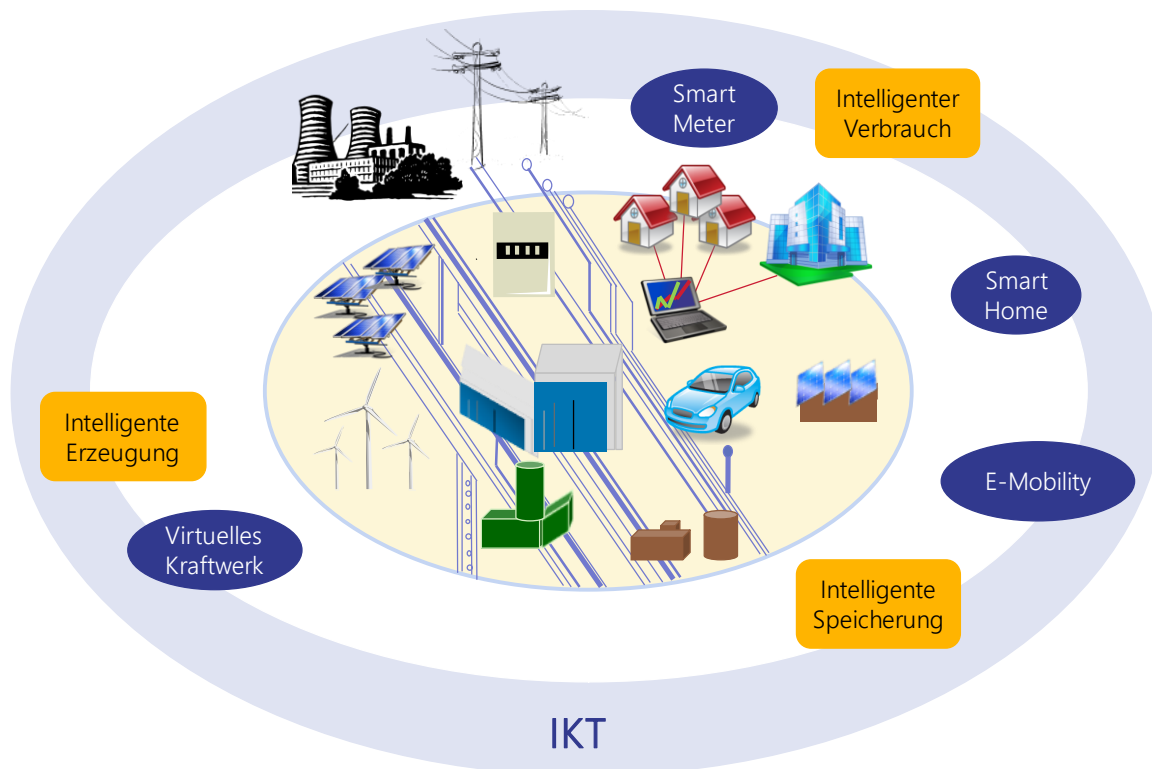 Smart
Meter
Intelligenter
Verbrauch
Smart
Home
Intelligente
Erzeugung
E-Mobility
Virtuelles
Kraftwerk
Intelligente
Speicherung
IKT